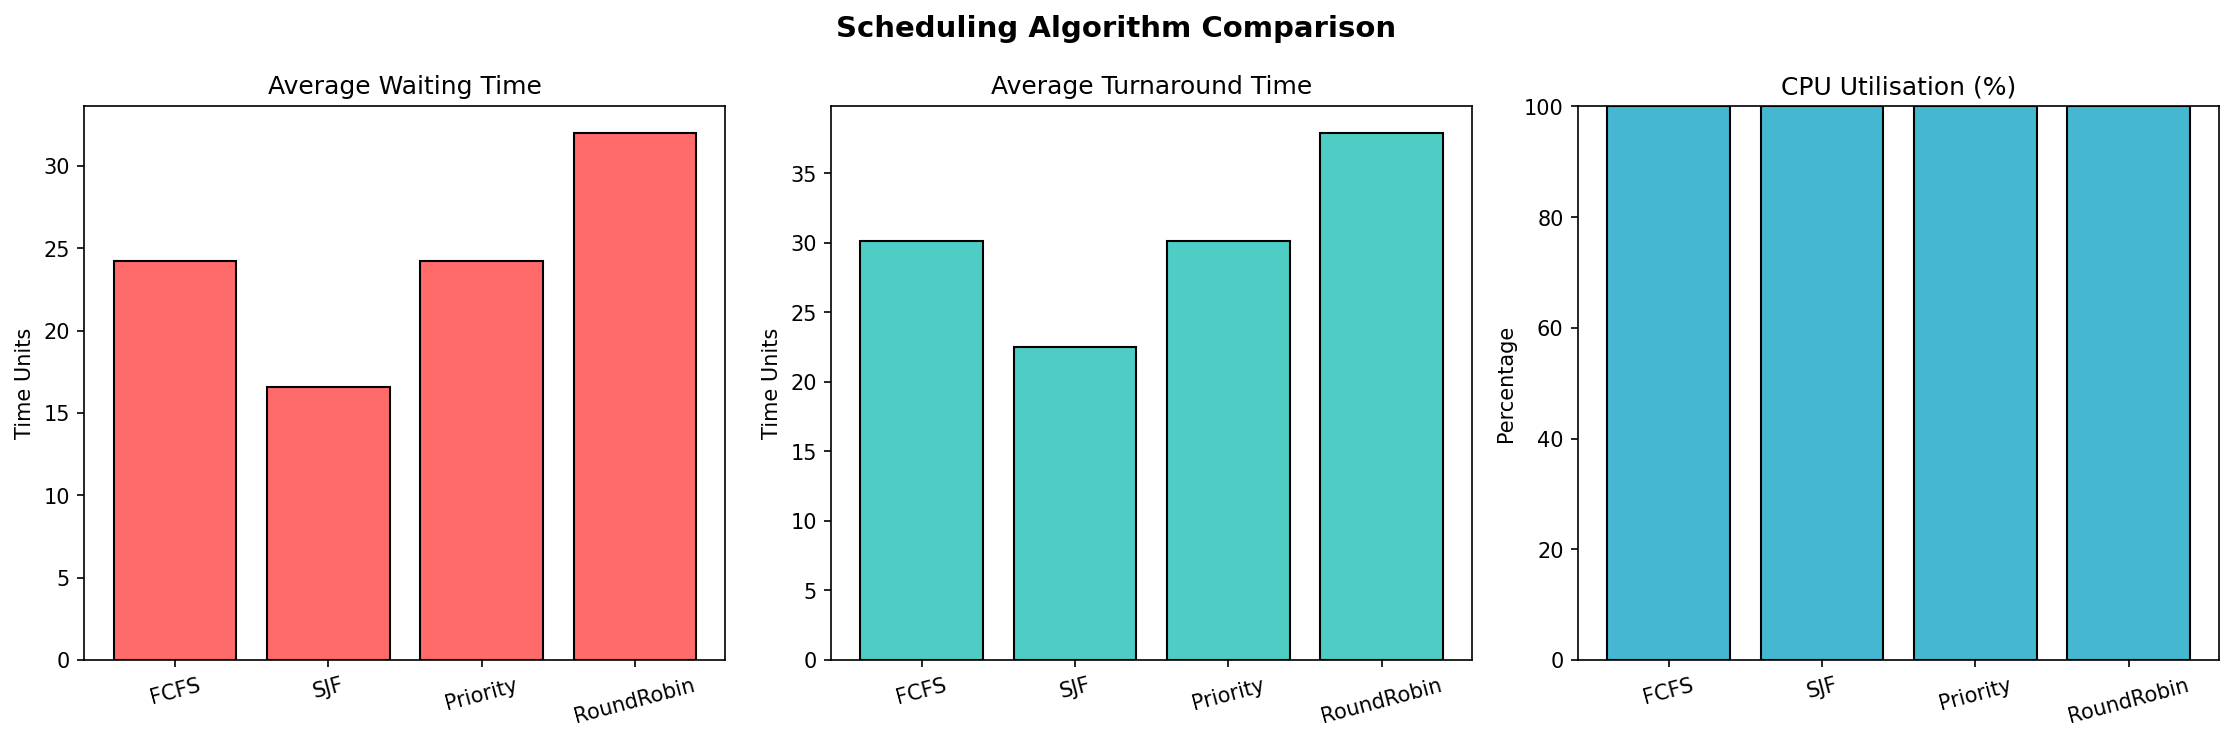 Scheduling Algorithm Comparison
Average Waiting Time
Time Units
30
25
20
15
10
5
0
FCFS
SJF
Priority
RoundRobin
Average Turnaround Time
Time Units
35
30
25
20
15
10
5
0
FCFS
SJF
Priority
RoundRobin
CPU Utilisation (%)
Percentage
100
80
60
40
20
0
FCFS
SJF
Priority
RoundRobin